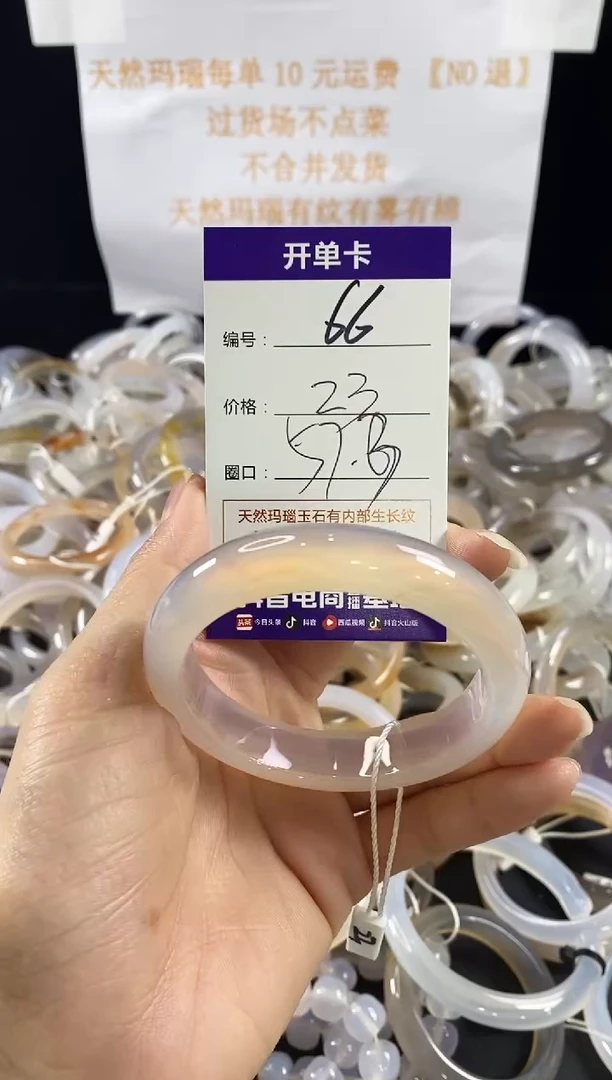 天然玛瑙每单 10 元运费 【NO 退】
过货场不点菜
不合并发货
天然玛瑙有纹有雾有棉
开单卡
编号：66
价格：23
圈口：57.8
天然玛瑙玉石有内部生长纹
抖音电商
今日头条 抖音 西瓜视频 抖音火山版